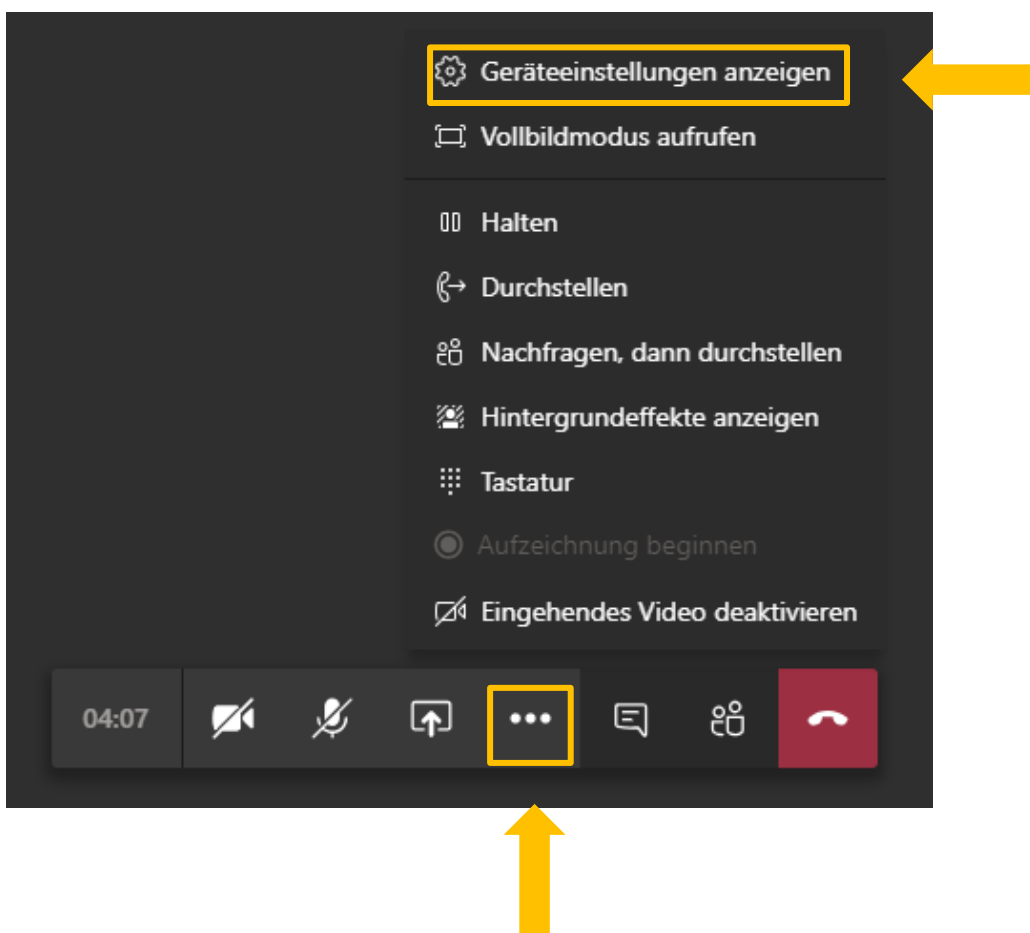 Geräteeinstellungen anzeigen
Vollbildmodus aufrufen
Halten
Durchstellen
Nachfragen, dann durchstellen
Hintergrundeffekte anzeigen
Tastatur
Aufzeichnung beginnen
Eingehendes Video deaktivieren
04:07